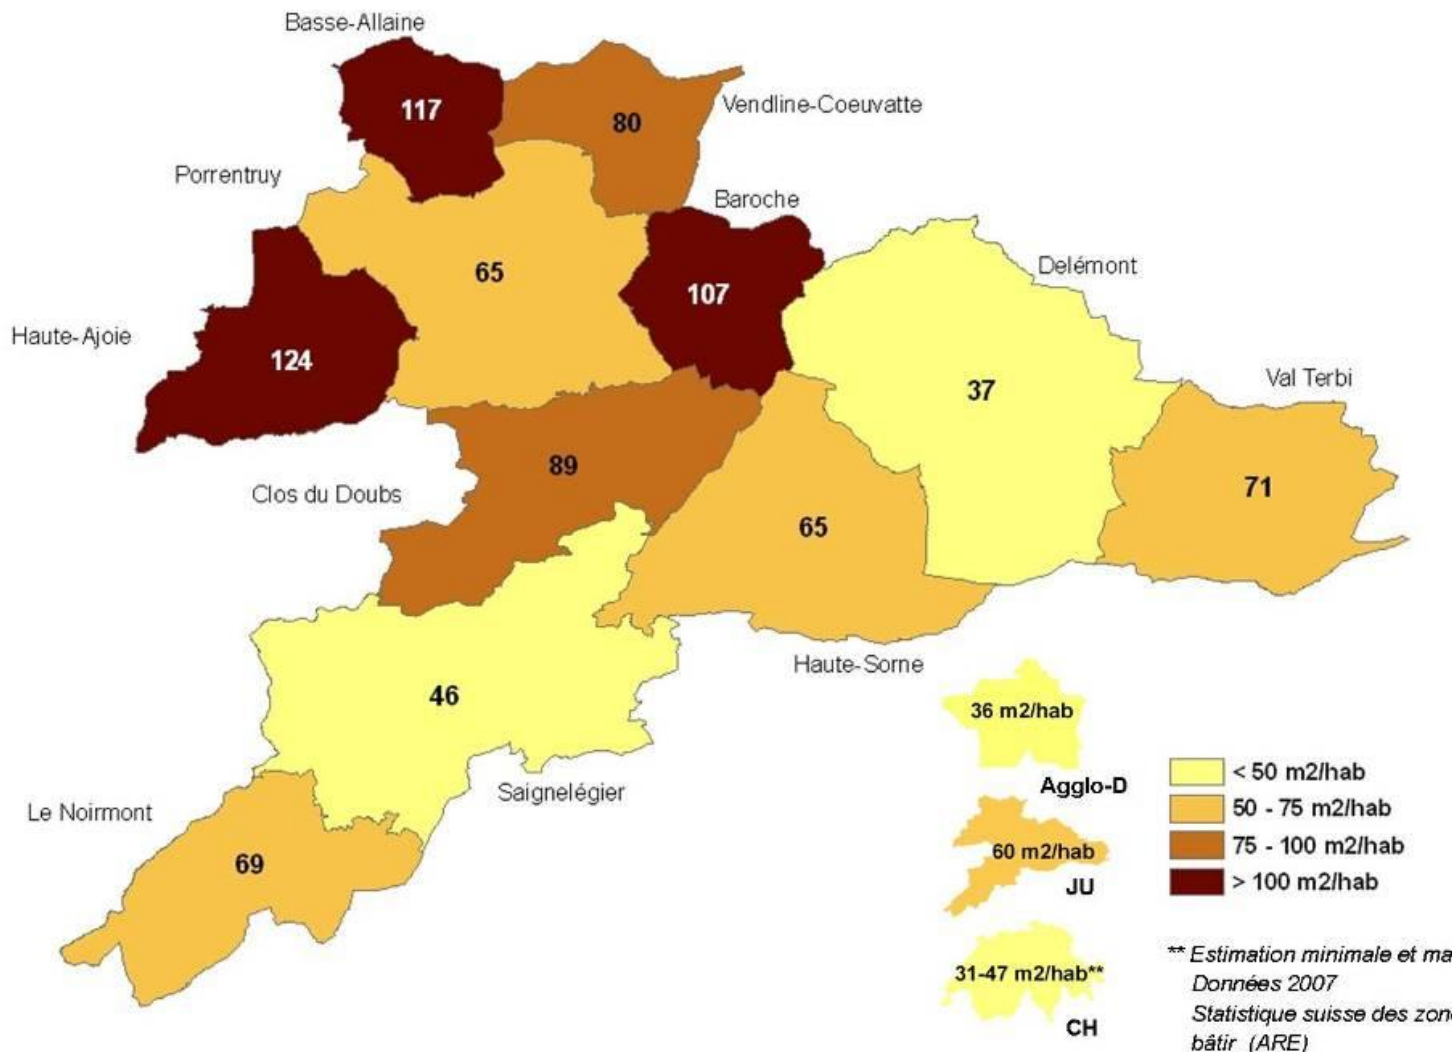 Basse-Allaine
117
80
Vendline-Coeuvatte
Porrentruy
Baroche
65
107
Delémont
Haute-Ajoie
124
37
Val Terbi
89
Clos du Doubs
71
65
Haute-Sorne
46
Saignelégier
Le Noirmont
69
36 m2/hab
Agglo-D
60 m2/hab
JU
31-47 m2/hab**
CH
< 50 m2/hab
50 - 75 m2/hab
75 - 100 m2/hab
> 100 m2/hab
** Estimation minimale et ma
Données 2007
Statistique suisse des zon
bâtir (ARE)